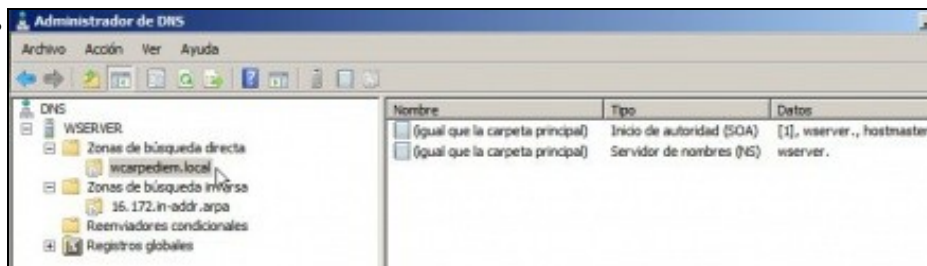 Administrador de DNS
Archivo Acción Ver Ayuda
DNS
WSERVER
Zonas de búsqueda directa
wcarpediem.local
Zonas de búsqueda inversa
16.172.in-addr.arpa
Reenviadores condicionales
Registros globales
Nombre Tipo Datos
(igual que la carpeta principal) Inicio de autoridad (SOA) [1], wserver., hostmaster
(igual que la carpeta principal) Servidor de nombres (NS) wserver.